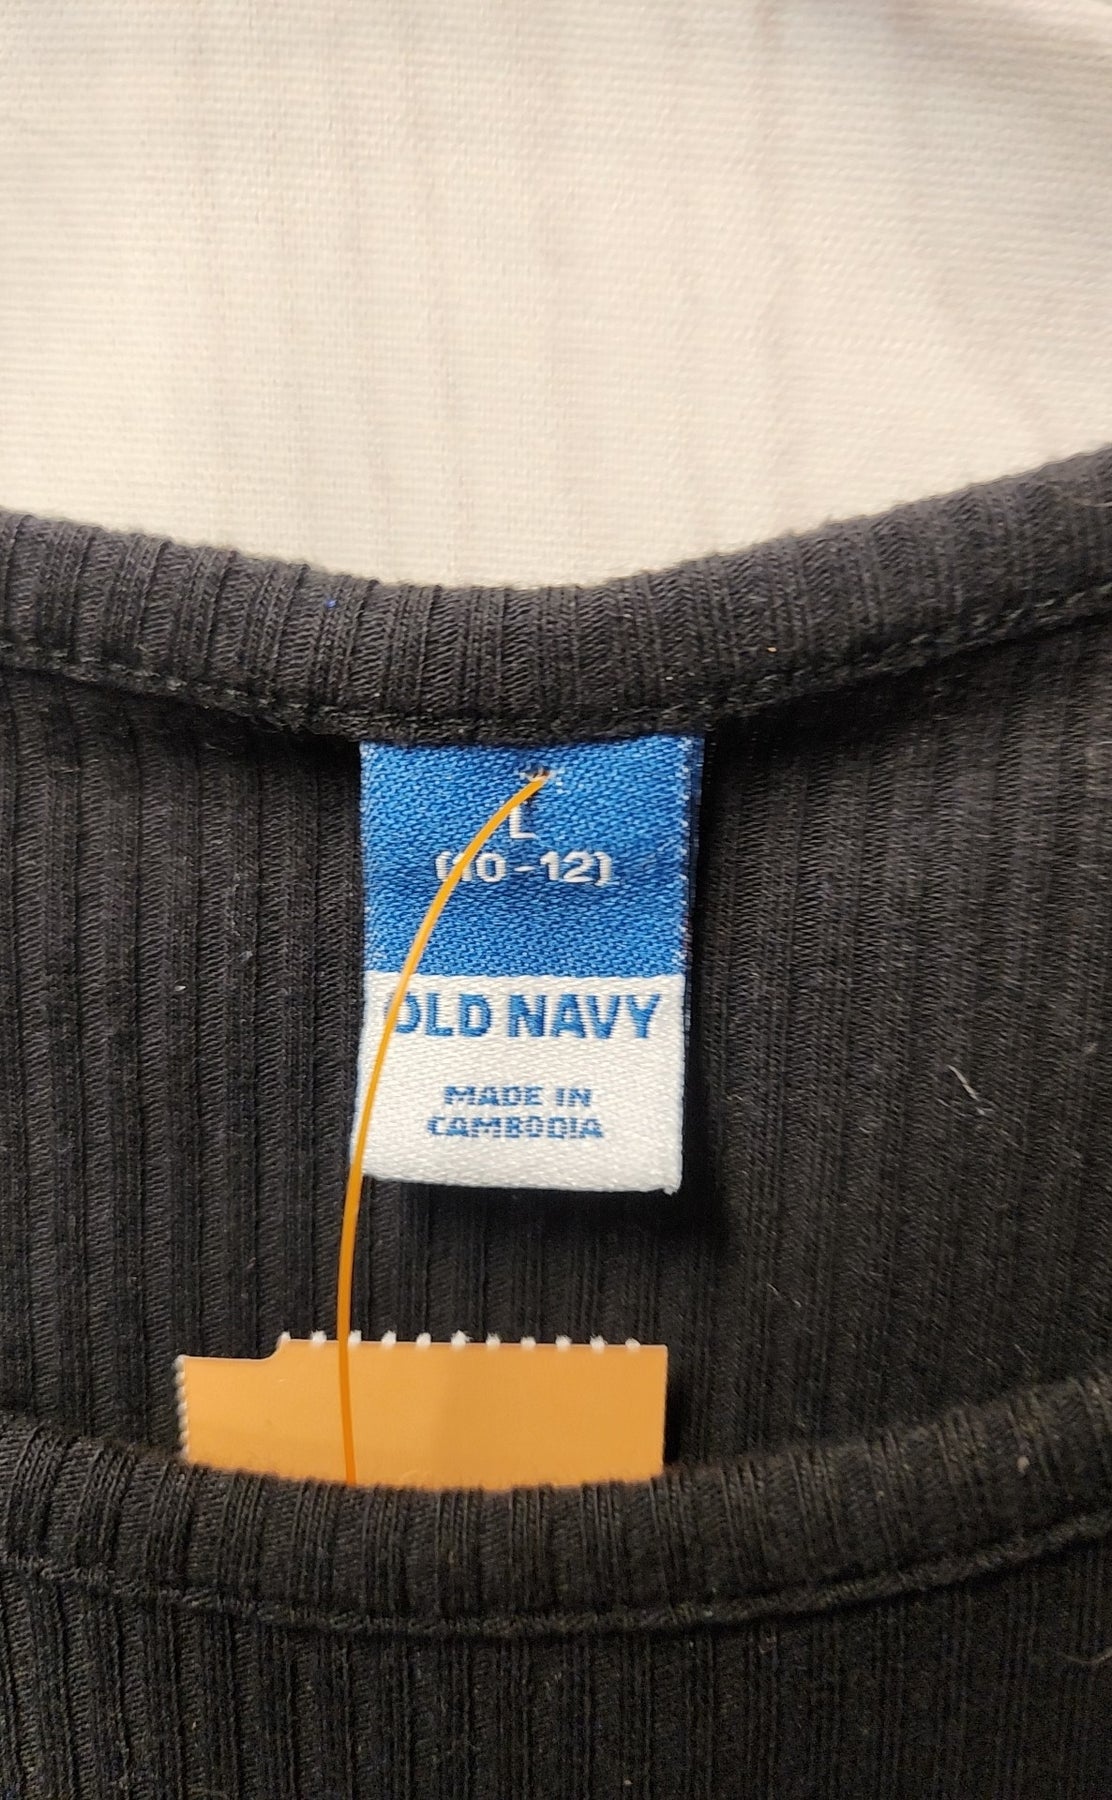 L
(10-12)
OLD NAVY
MADE IN
CAMBODIA